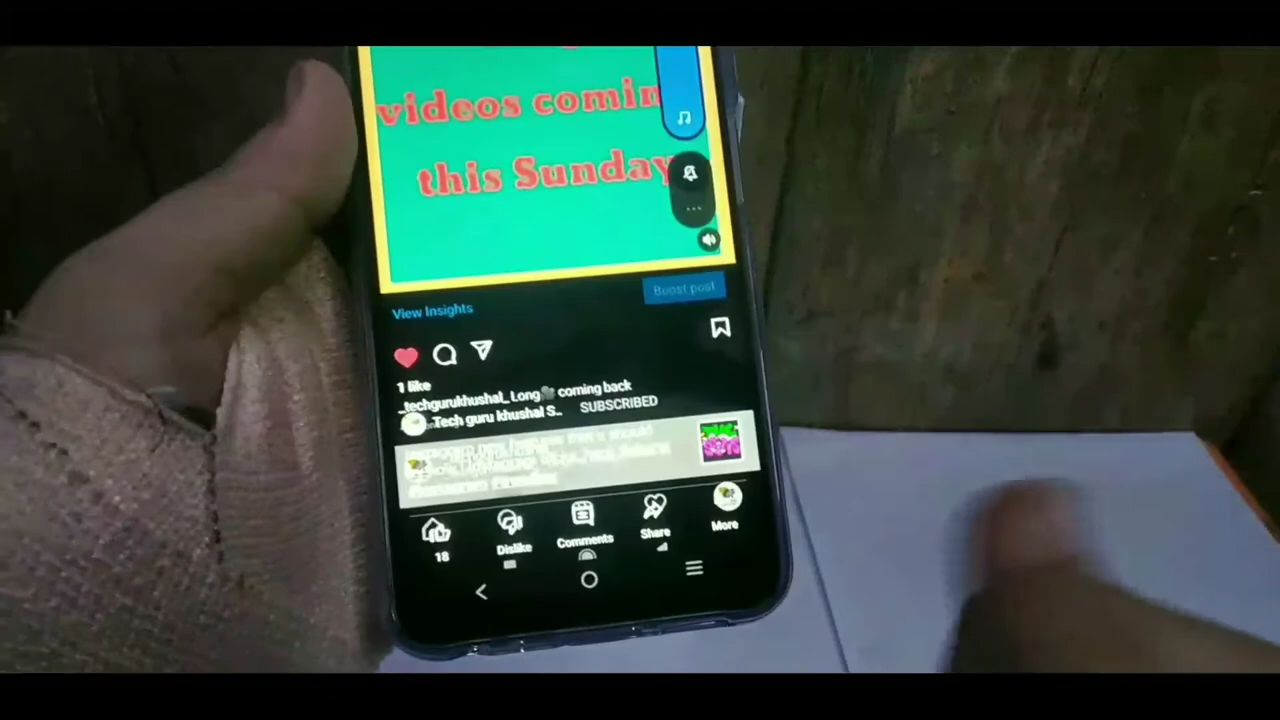 videos comin
this Sunday
Boost post
View Insights
1 like
_techgurukhushal_ Long🎥 coming back
Tech guru khushal S.. SUBSCRIBED
18
Dislike
Comments
Share
More